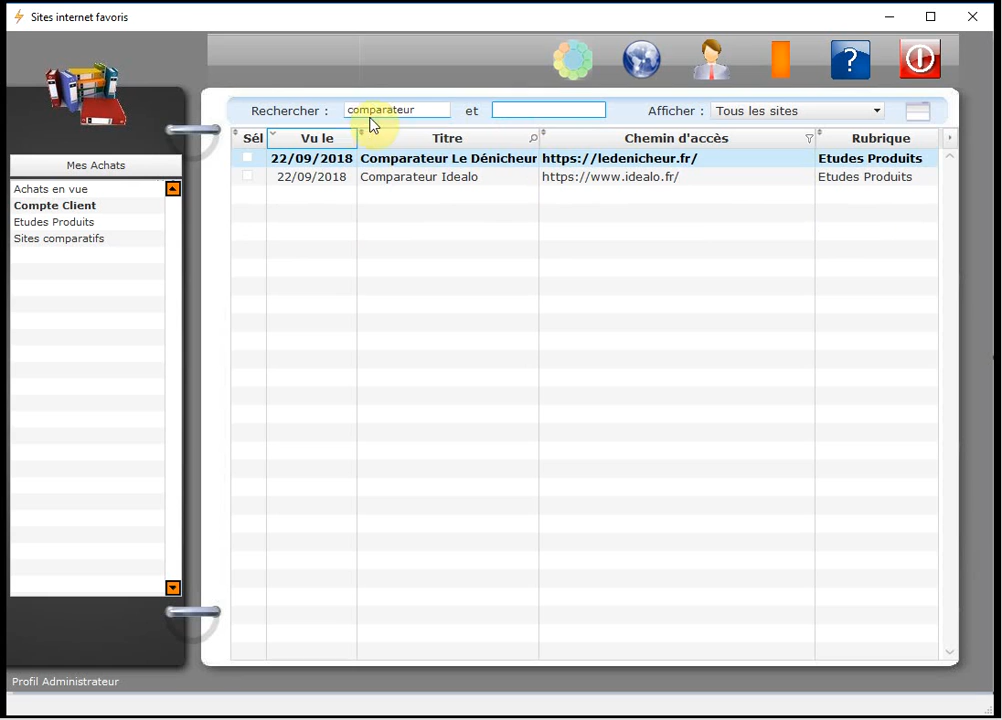 Sites internet favoris
Rechercher : comparateur et Afficher : Tous les sites
Sél Vu le Titre Chemin d'accès Rubrique
22/09/2018 Comparateur Le Dénicheur https://ledenicheur.fr/ Etudes Produits
22/09/2018 Comparateur Idealo https://www.idealo.fr/ Etudes Produits
Mes Achats
Achats en vue
Compte Client
Etudes Produits
Sites comparatifs
Profil Administrateur